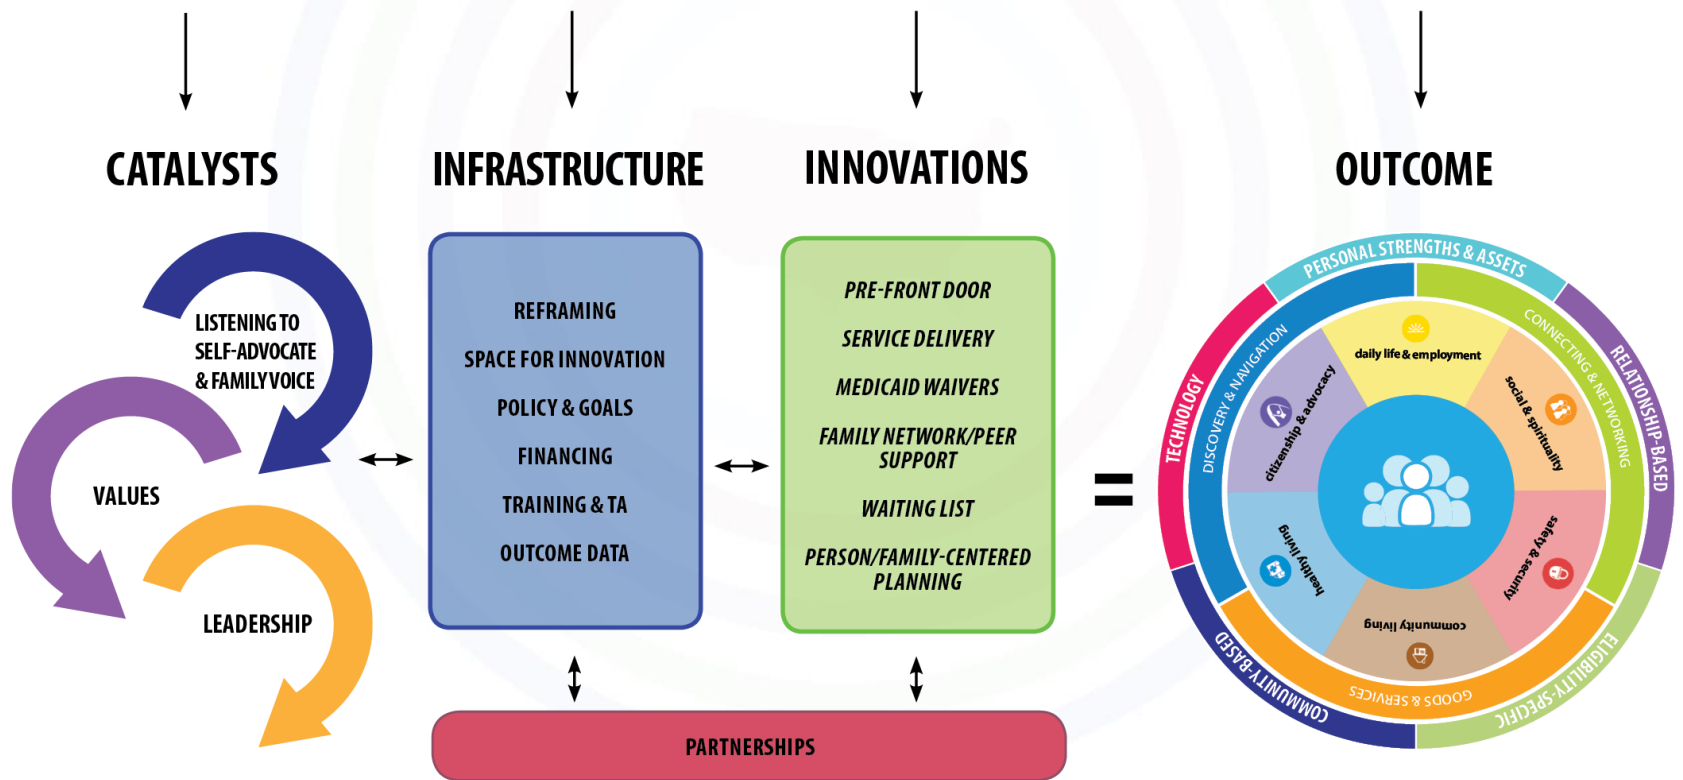 CATALYSTS
INFRASTRUCTURE
INNOVATIONS
OUTCOME
LISTENING TO
SELF-ADVOCATE
& FAMILY VOICE
VALUES
LEADERSHIP
REFRAMING
SPACE FOR INNOVATION
POLICY & GOALS
FINANCING
TRAINING & TA
OUTCOME DATA
PRE-FRONT DOOR
SERVICE DELIVERY
MEDICAID WAIVERS
FAMILY NETWORK/PEER
SUPPORT
WAITING LIST
PERSON/FAMILY-CENTERED
PLANNING
PARTNERSHIPS
=
PERSONAL STRENGTHS & ASSETS
RELATIONSHIP-BASED
ELIGIBILITY-SPECIFIC
COMMUNITY-BASED
TECHNOLOGY
DISCOVERY & NAVIGATION
CONNECTING & NETWORKING
GOODS & SERVICES
daily life & employment
social & spirituality
safety & security
community living
healthy living
citizenship & advocacy